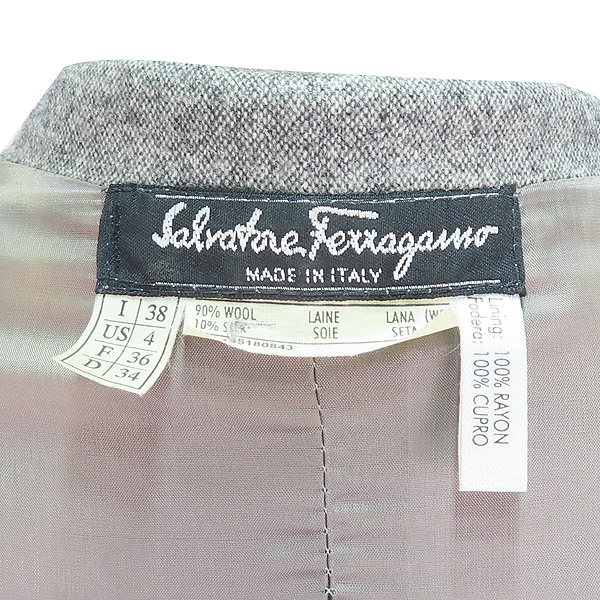 Salvatore Ferragamo
MADE IN ITALY
I 38
US 4
F 36
D 34
90% WOOL LAINE LANA
10% SOIE SETA
5180843
Lining: 100% RAYON
Fodera: 100% CUPRO